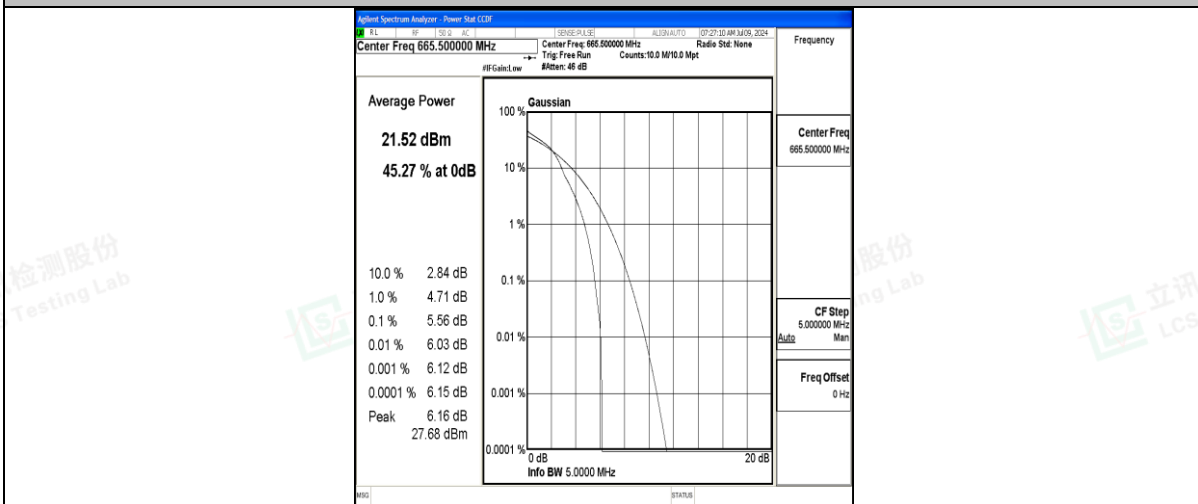 Agilent Spectrum Analyzer - Power Stat CCDF
RL RF 50 Ω AC SENSE:PULSE ALIGN AUTO 07:27:10 AM Jul 09, 2024
Center Freq 665.500000 MHz
Center Freq: 665.500000 MHz Radio Std: None
Trig: Free Run Counts:10.0 M/10.0 Mpt
#IFGain:Low #Atten: 46 dB
Frequency
Average Power
21.52 dBm
45.27 % at 0dB
10.0 % 2.84 dB
1.0 % 4.71 dB
0.1 % 5.56 dB
0.01 % 6.03 dB
0.001 % 6.12 dB
0.0001 % 6.15 dB
Peak 6.16 dB
27.68 dBm
Gaussian
100 %
10 %
1 %
0.1 %
0.01 %
0.001 %
0.0001 %
0 dB 20 dB
Info BW 5.0000 MHz
Center Freq
665.500000 MHz
CF Step
5.000000 MHz
Auto Man
Freq Offset
0 Hz
MSG STATUS
检测股份
Testing Lab
股份
ng Lab
立讯
LCS